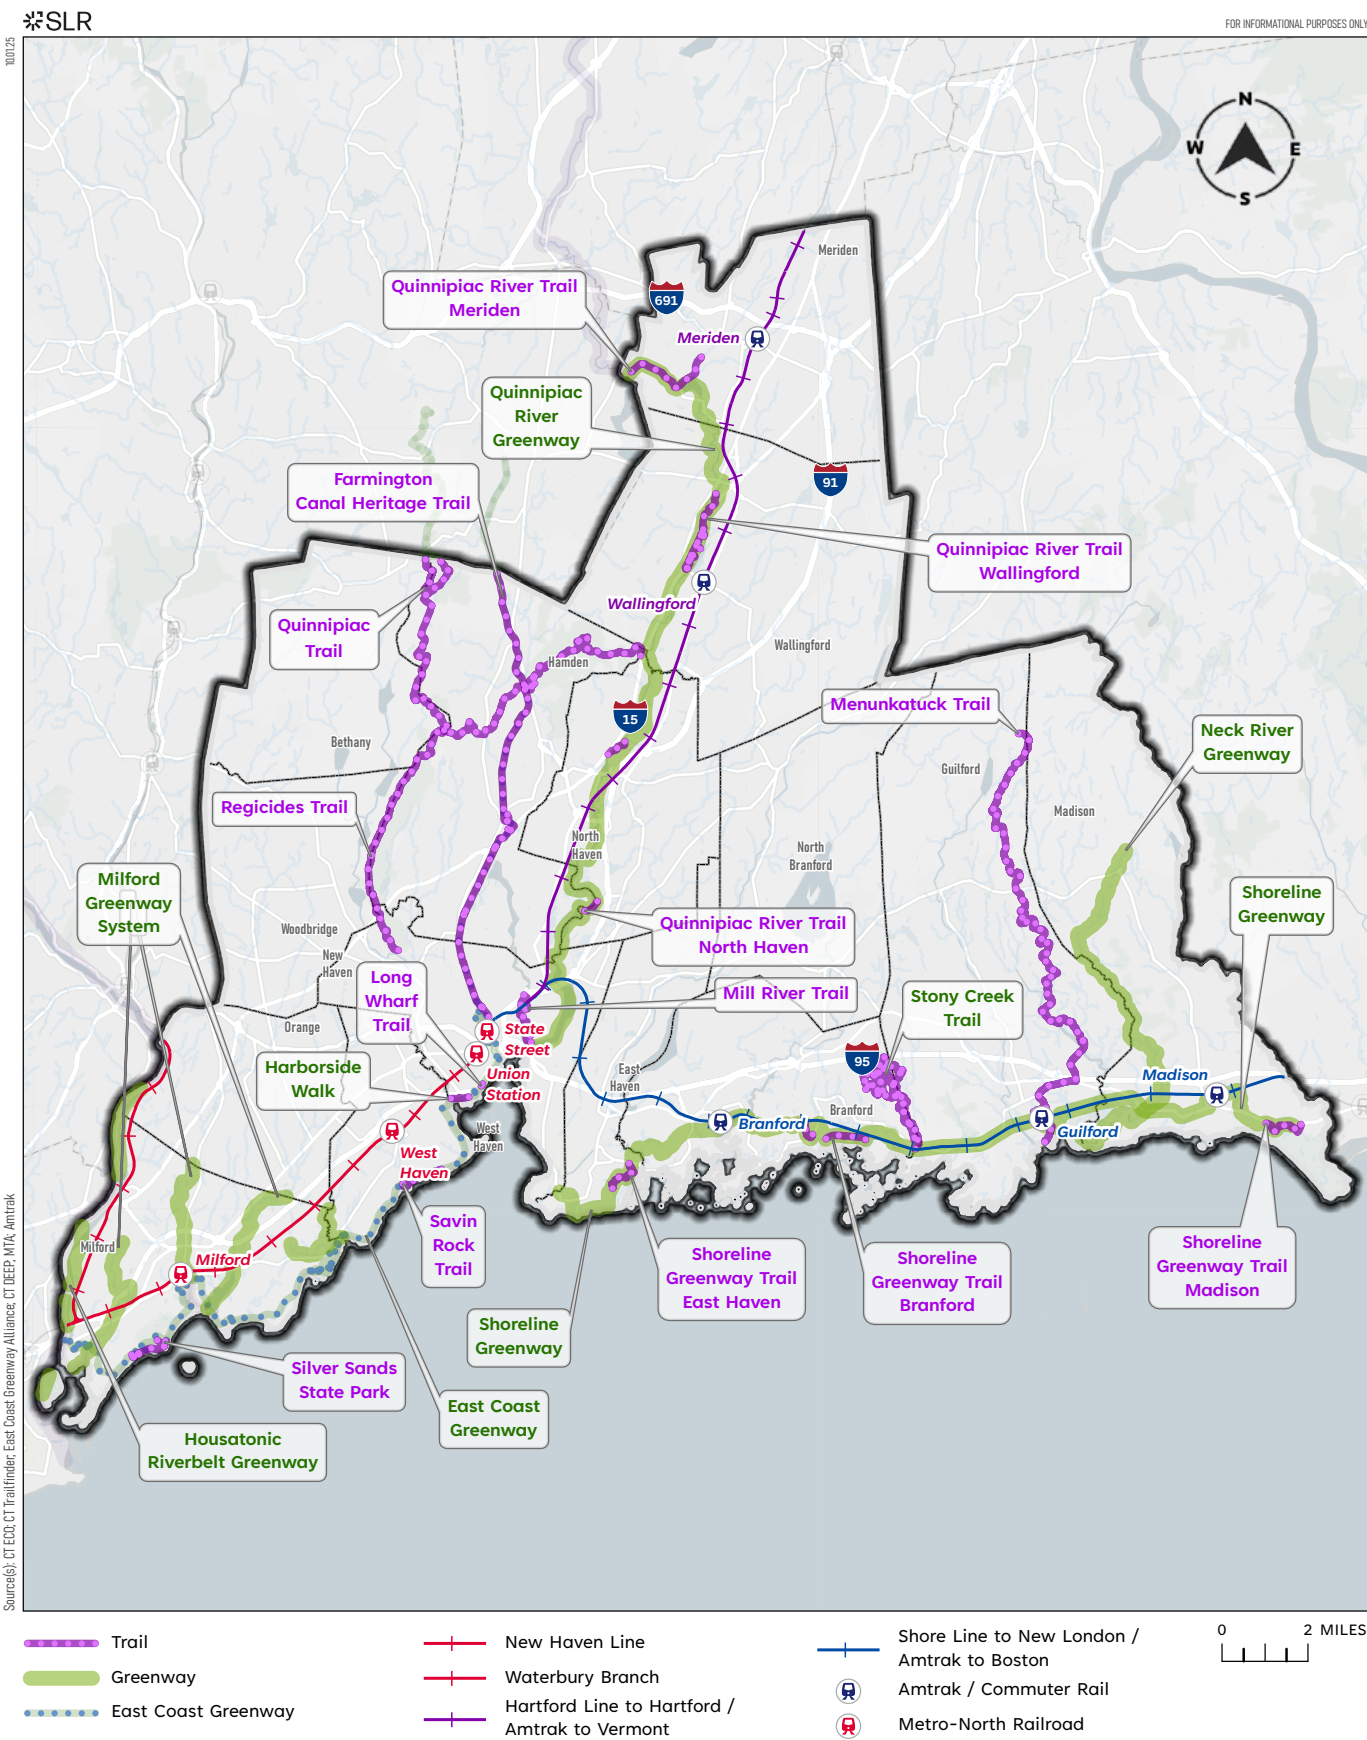 SLR
FOR INFORMATIONAL PURPOSES ONLY
10.01.25
N
W E
S
Meriden
Quinnipiac River Trail
Meriden
691
Meriden
Quinnipiac
River
Greenway
Farmington
Canal Heritage Trail
91
Quinnipiac River Trail
Wallingford
Wallingford
Quinnipiac
Trail
Wallingford
Hamden
15
Menunkatuck Trail
Neck River
Greenway
Bethany
Guilford
Regicides Trail
Madison
North
Haven
North
Branford
Milford
Greenway
System
Shoreline
Greenway
Woodbridge
Quinnipiac River Trail
North Haven
New
Haven
Long
Wharf
Trail
Mill River Trail
Stony Creek
Trail
Orange
State
Street
Union
Station
95
Harborside
Walk
East
Haven
Madison
Branford
Branford
Guilford
West
Haven
West
Haven
Savin
Rock
Trail
Milford
Milford
Shoreline
Greenway Trail
East Haven
Shoreline
Greenway Trail
Branford
Shoreline
Greenway Trail
Madison
Shoreline
Greenway
Silver Sands
State Park
East Coast
Greenway
Housatonic
Riverbelt Greenway
Source(s): CT ECO; CT Trailfinder; East Coast Greenway Alliance; CT DEEP, MTA; Amtrak
Trail
Greenway
East Coast Greenway
New Haven Line
Waterbury Branch
Hartford Line to Hartford /
Amtrak to Vermont
Shore Line to New London /
Amtrak to Boston
Amtrak / Commuter Rail
Metro-North Railroad
0 2 MILES